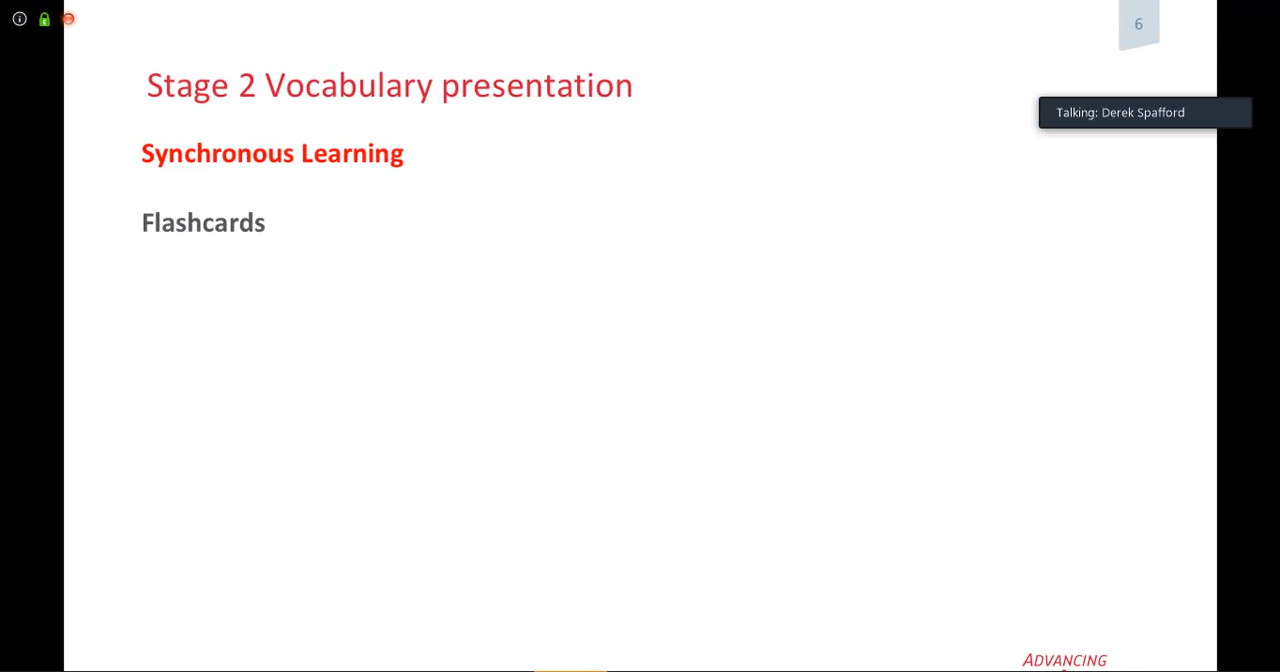 6
Stage 2 Vocabulary presentation
Talking: Derek Spafford
Synchronous Learning
Flashcards
ADVANCING